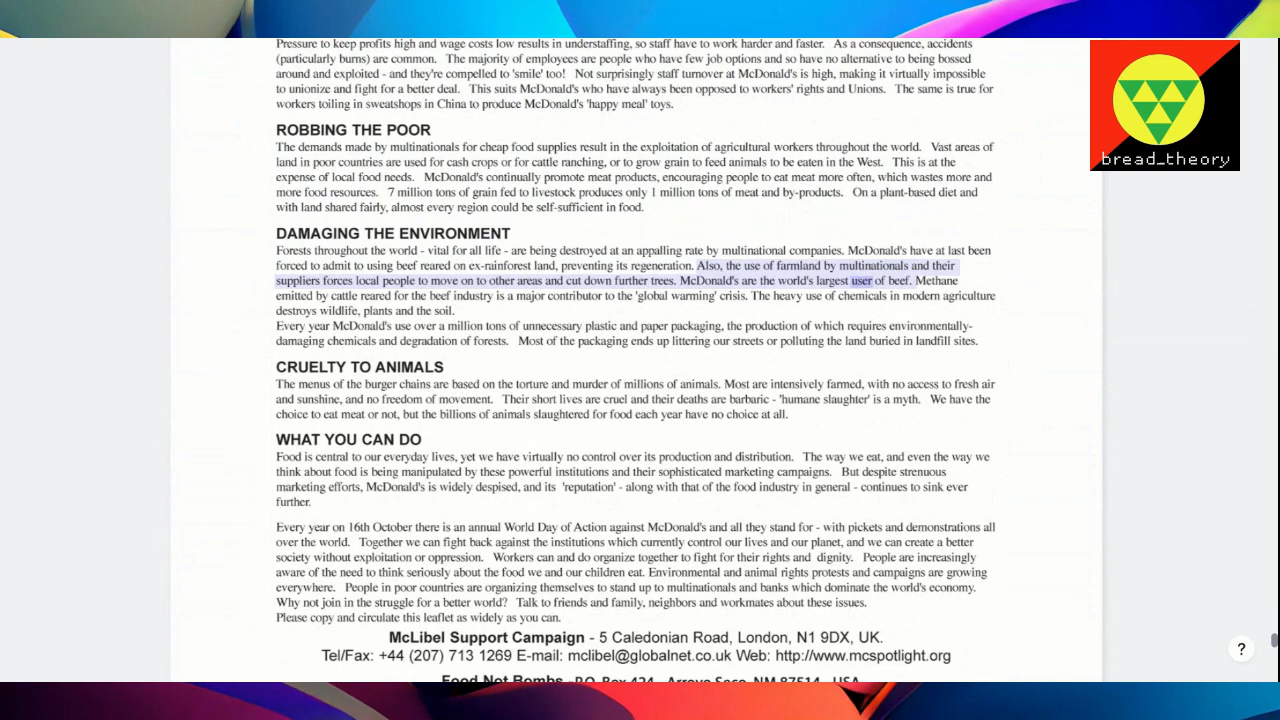 Pressure to keep profits high and wage costs low results in understaffing, so staff have to work harder and faster. As a consequence, accidents
(particularly burns) are common. The majority of employees are people who have few job options and so have no alternative to being bossed
around and exploited - and they're compelled to 'smile' too! Not surprisingly staff turnover at McDonald's is high, making it virtually impossible
to unionize and fight for a better deal. This suits McDonald's who have always been opposed to workers' rights and Unions. The same is true for
workers toiling in sweatshops in China to produce McDonald's 'happy meal' toys.
bread_theory
ROBBING THE POOR
The demands made by multinationals for cheap food supplies result in the exploitation of agricultural workers throughout the world. Vast areas of
land in poor countries are used for cash crops or for cattle ranching, or to grow grain to feed animals to be eaten in the West. This is at the
expense of local food needs. McDonald's continually promote meat products, encouraging people to eat meat more often, which wastes more and
more food resources. 7 million tons of grain fed to livestock produces only 1 million tons of meat and by-products. On a plant-based diet and
with land shared fairly, almost every region could be self-sufficient in food.
DAMAGING THE ENVIRONMENT
Forests throughout the world - vital for all life - are being destroyed at an appalling rate by multinational companies. McDonald's have at last been
forced to admit to using beef reared on ex-rainforest land, preventing its regeneration. Also, the use of farmland by multinationals and their
suppliers forces local people to move on to other areas and cut down further trees. McDonald's are the world's largest user of beef. Methane
emitted by cattle reared for the beef industry is a major contributor to the 'global warming' crisis. The heavy use of chemicals in modern agriculture
destroys wildlife, plants and the soil.
Every year McDonald's use over a million tons of unnecessary plastic and paper packaging, the production of which requires environmentally-
damaging chemicals and degradation of forests. Most of the packaging ends up littering our streets or polluting the land buried in landfill sites.
CRUELTY TO ANIMALS
The menus of the burger chains are based on the torture and murder of millions of animals. Most are intensively farmed, with no access to fresh air
and sunshine, and no freedom of movement. Their short lives are cruel and their deaths are barbaric - 'humane slaughter' is a myth. We have the
choice to eat meat or not, but the billions of animals slaughtered for food each year have no choice at all.
WHAT YOU CAN DO
Food is central to our everyday lives, yet we have virtually no control over its production and distribution. The way we eat, and even the way we
think about food is being manipulated by these powerful institutions and their sophisticated marketing campaigns. But despite strenuous
marketing efforts, McDonald's is widely despised, and its 'reputation' - along with that of the food industry in general - continues to sink ever
further.
Every year on 16th October there is an annual World Day of Action against McDonald's and all they stand for - with pickets and demonstrations all
over the world. Together we can fight back against the institutions which currently control our lives and our planet, and we can create a better
society without exploitation or oppression. Workers can and do organize together to fight for their rights and dignity. People are increasingly
aware of the need to think seriously about the food we and our children eat. Environmental and animal rights protests and campaigns are growing
everywhere. People in poor countries are organizing themselves to stand up to multinationals and banks which dominate the world's economy.
Why not join in the struggle for a better world? Talk to friends and family, neighbors and workmates about these issues.
Please copy and circulate this leaflet as widely as you can.
McLibel Support Campaign - 5 Caledonian Road, London, N1 9DX, UK.
Tel/Fax: +44 (207) 713 1269 E-mail: mclibel@globalnet.co.uk Web: http://www.mcspotlight.org
?
Food Not Bombs -P.O. Box 424 - Arroyo Seco, NM 87514 - USA